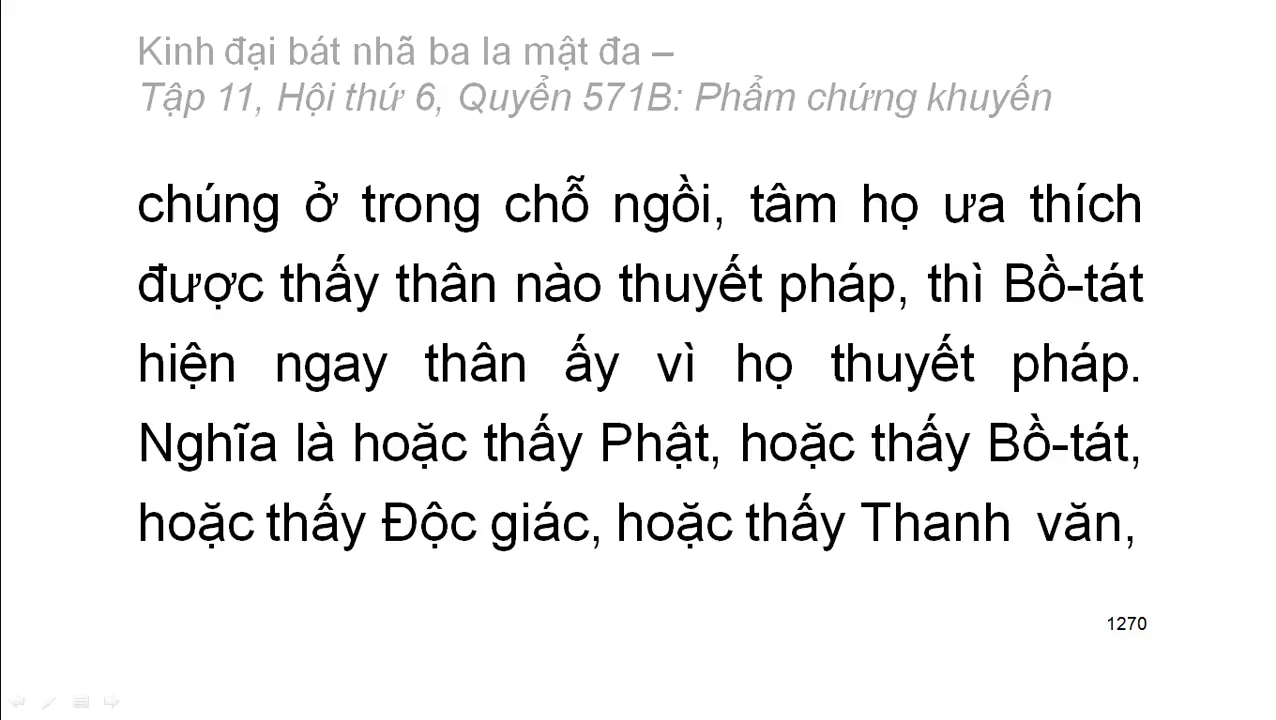 Kinh đại bát nhã ba la mật đa –
Tập 11, Hội thứ 6, Quyển 571B: Phẩm chứng khuyến
chúng ở trong chỗ ngồi, tâm họ ưa thích
được thấy thân nào thuyết pháp, thì Bồ-tát
hiện ngay thân ấy vì họ thuyết pháp.
Nghĩa là hoặc thấy Phật, hoặc thấy Bồ-tát,
hoặc thấy Độc giác, hoặc thấy Thanh văn,
1270